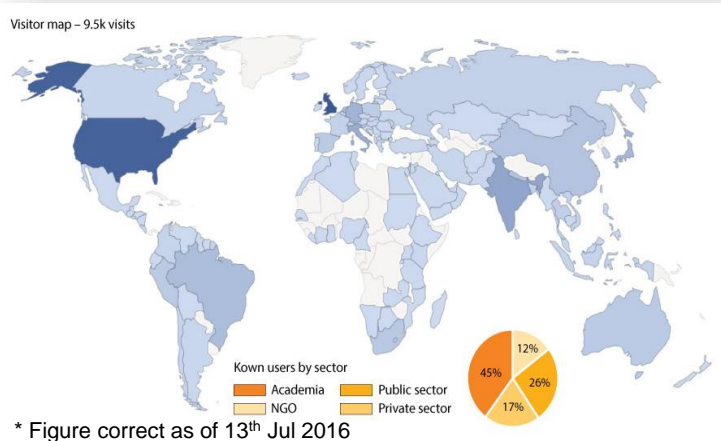 Visitor map – 9.5k visits
Kown users by sector
Academia
Public sector
NGO
Private sector
12%
45%
26%
17%
* Figure correct as of 13th Jul 2016